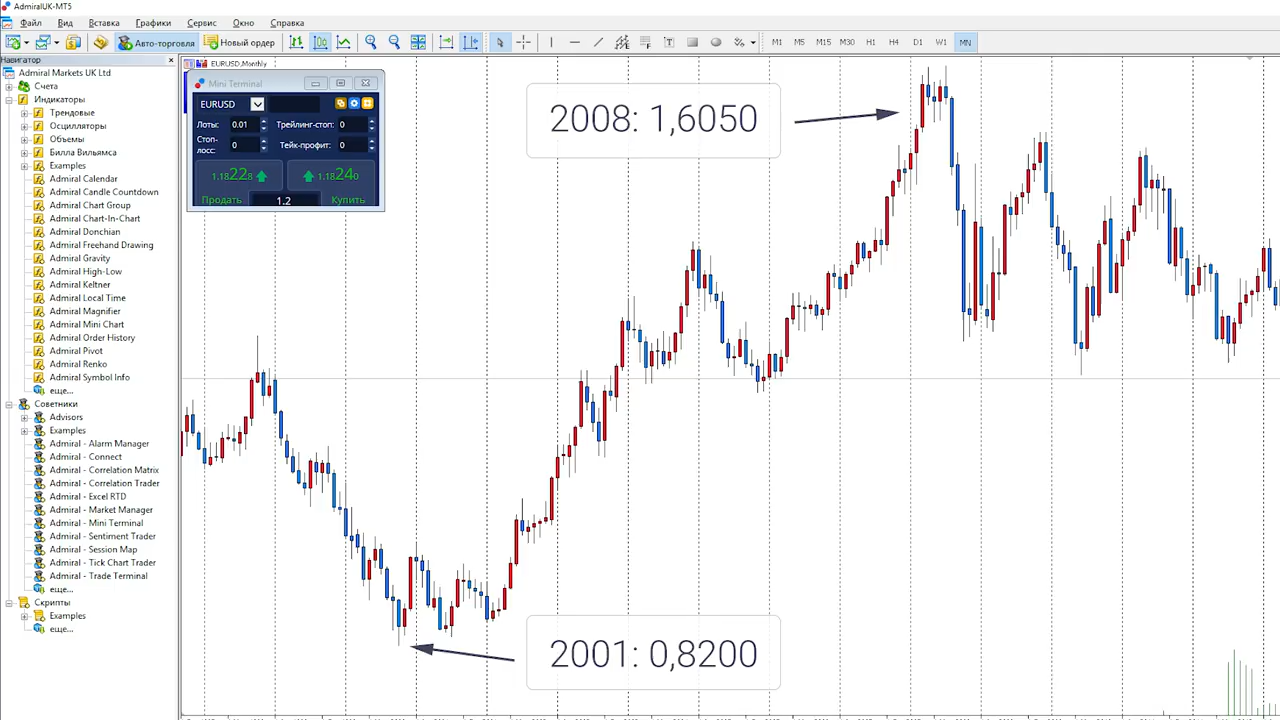 AdmiralUK-MT5
Файл Вид Вставка Графики Сервис Окно Справка
Авто-торговля Новый ордер M1 M5 M15 M30 H1 H4 D1 W1 MN
Навигатор
Admiral Markets UK Ltd
Счета
Индикаторы
Трендовые
Осцилляторы
Объемы
Билла Вильямса
Examples
Admiral Calendar
Admiral Candle Countdown
Admiral Chart Group
Admiral Chart-In-Chart
Admiral Donchian
Admiral Freehand Drawing
Admiral Gravity
Admiral High-Low
Admiral Keltner
Admiral Local Time
Admiral Magnifier
Admiral Mini Chart
Admiral Order History
Admiral Pivot
Admiral Renko
Admiral Symbol Info
еще...
Советники
Advisors
Examples
Admiral - Alarm Manager
Admiral - Connect
Admiral - Correlation Matrix
Admiral - Correlation Trader
Admiral - Excel RTD
Admiral - Market Manager
Admiral - Mini Terminal
Admiral - Sentiment Trader
Admiral - Session Map
Admiral - Tick Chart Trader
Admiral - Trade Terminal
еще...
Скрипты
Examples
еще...
EURUSD,Monthly
Mini Terminal
EURUSD
Лоты: 0.01 Трейлинг-стоп: 0
Стоп-лосс: 0 Тейк-профит: 0
1.18228 1.18240
Продать 1.2 Купить
2008: 1,6050
2001: 0,8200